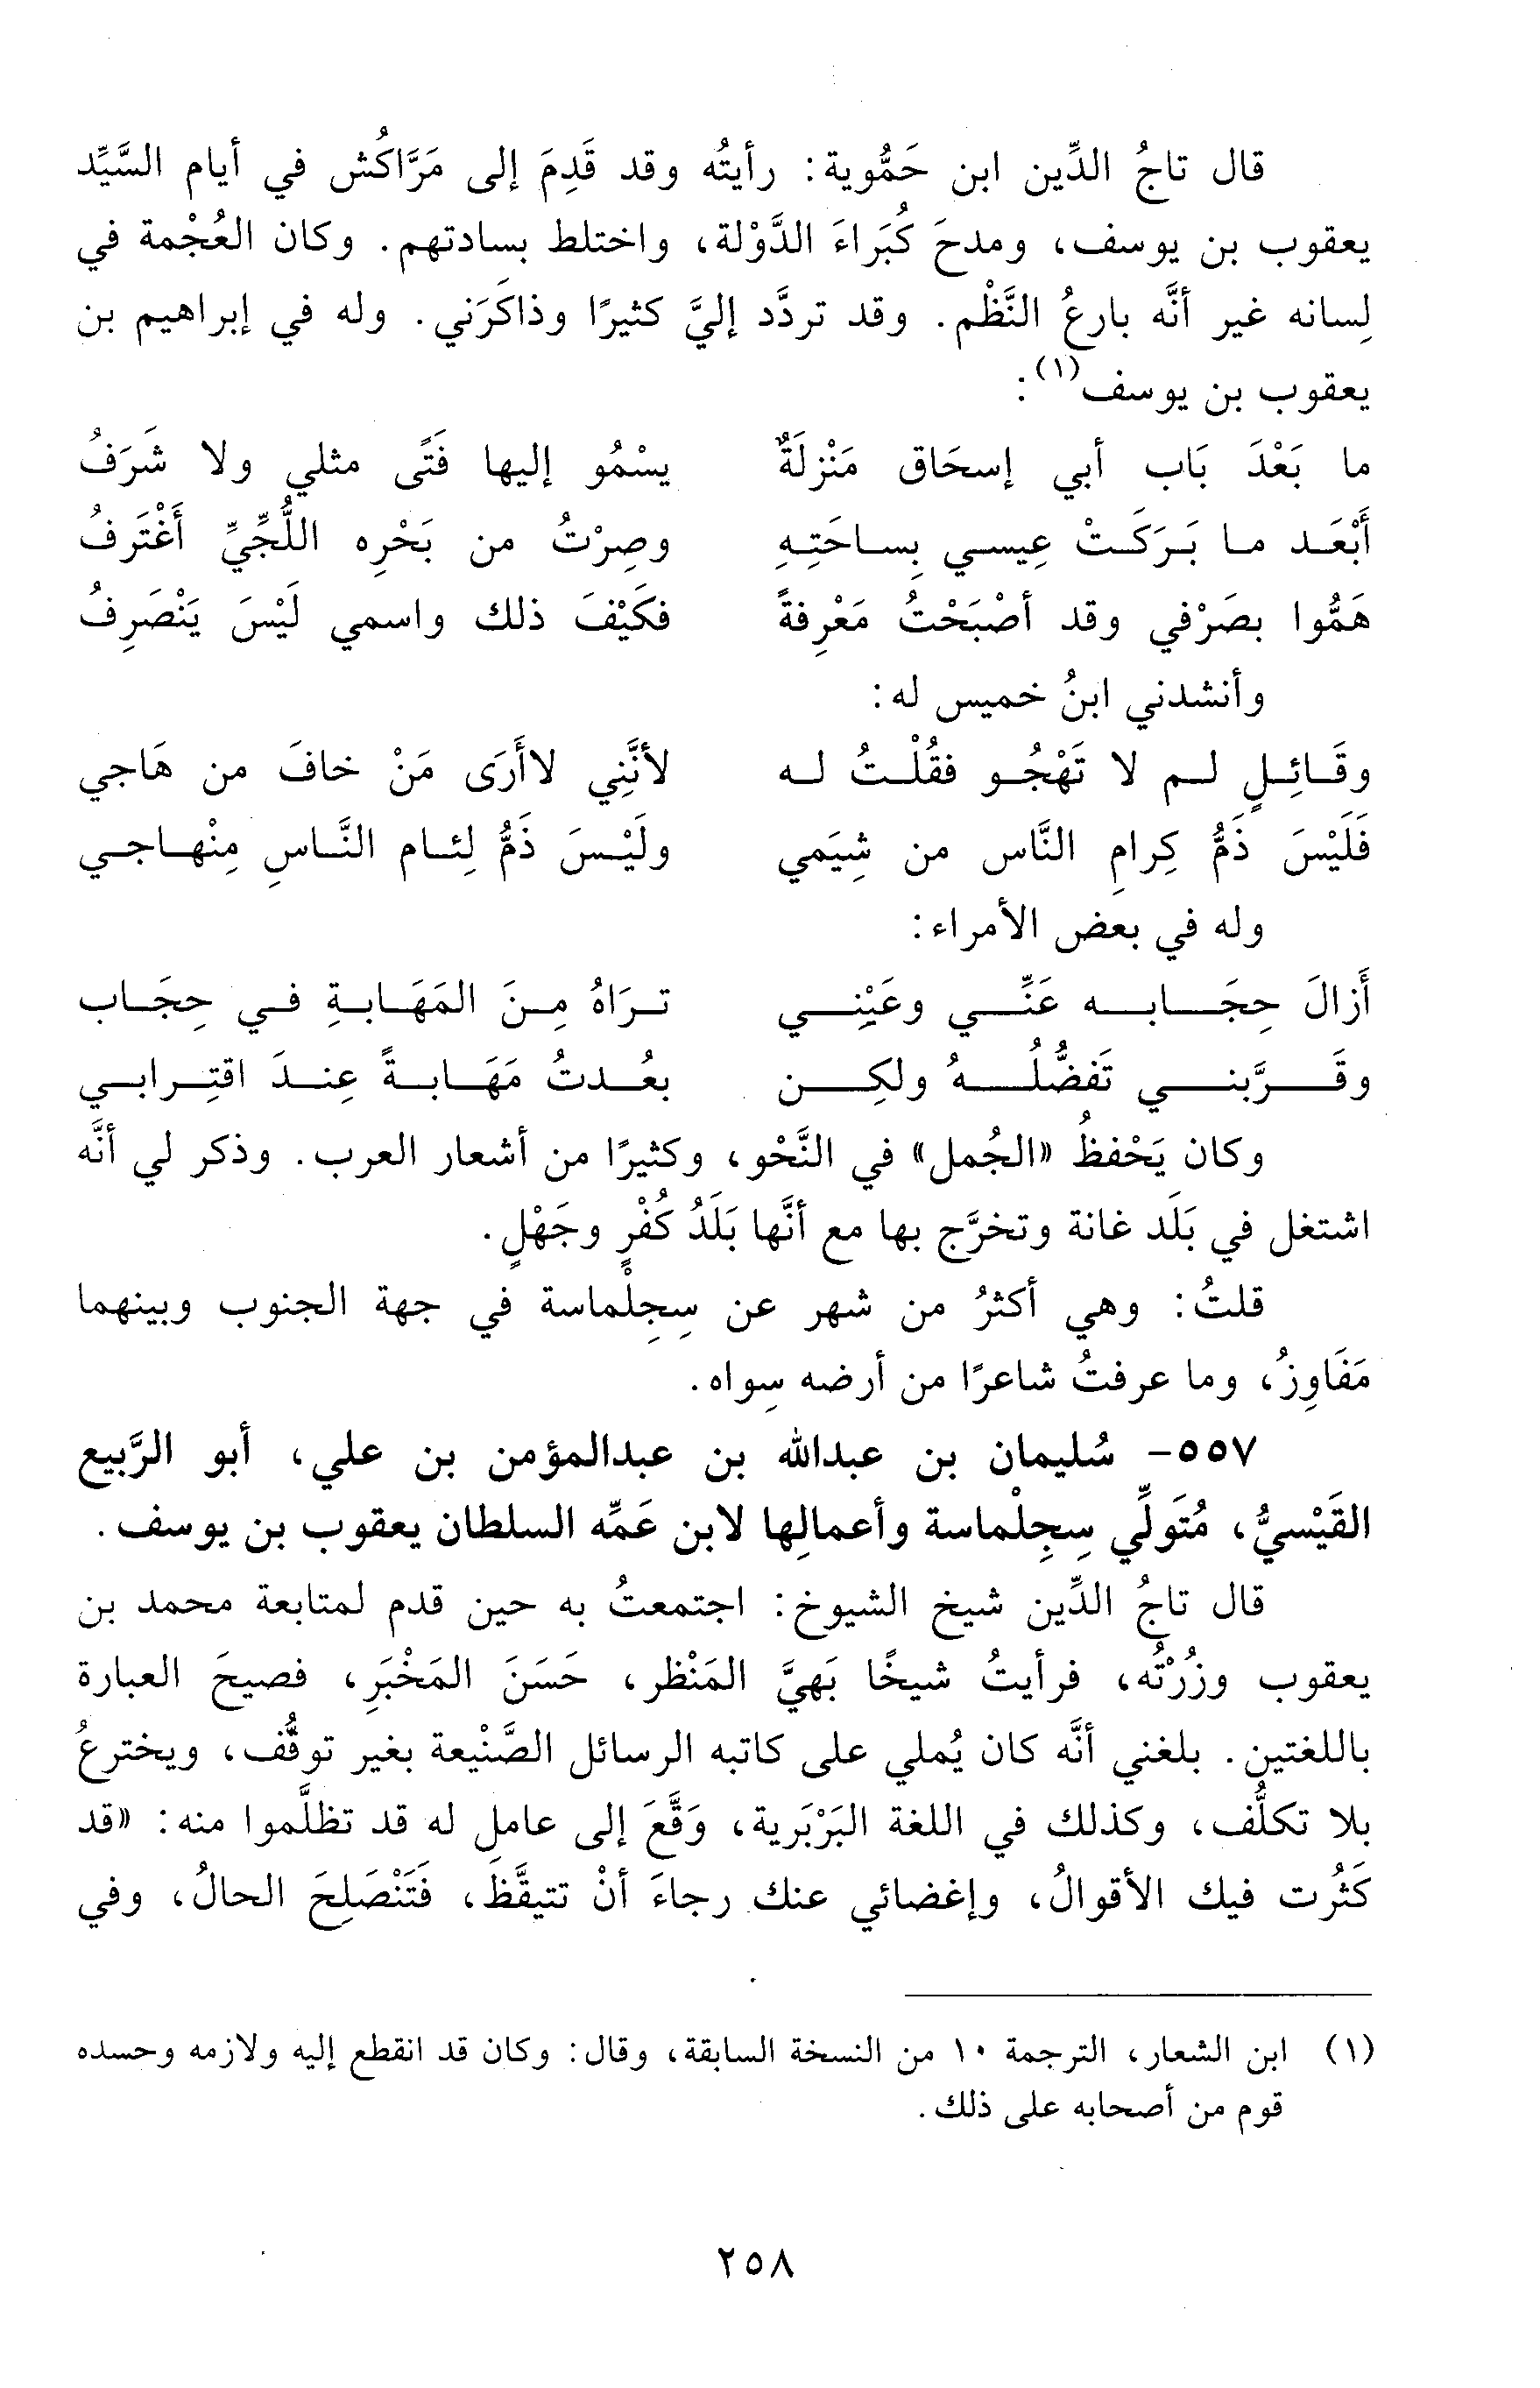 قال تاجُ الدِّين ابن حَمُّوية: رأيتُه وقد قَدِمَ إلى مَرَّاكُش في أيام السَّيِّد
يعقوب بن يوسف، ومدحَ كُبَراءَ الدَّوْلة، واختلط بسادتهم. وكان العُجْمة في
لِسانه غير أنَّه بارعُ النَّظْم. وقد تردَّد إليَّ كثيرًا وذاكَرَني. وله في إبراهيم بن
يعقوب بن يوسف(١):
ما بَعْدَ بَاب أبي إسحَاق مَنْزلَةٌ يسْمُو إليها فَتًى مثلي ولا شَرَفُ
أَبْعَد ما بَرَكَتْ عِيسي بِساحَتِهِ وصِرْتُ من بَحْرِه اللُّجِّيِّ أَغْتَرفُ
هَمُّوا بصَرْفي وقد أصْبَحْتُ مَعْرِفةً فكَيْفَ ذلك واسمي لَيْسَ يَنْصَرِفُ
وأنشدني ابنُ خميس له:
وقَائِلٍ لم لا تَهْجُو فقُلْتُ له لأنَّنِي لاأَرَى مَنْ خافَ من هَاجي
فَلَيْسَ ذَمُّ كِرامِ النَّاس من شِيَمي ولَيْسَ ذَمُّ لِئام النَّاسِ مِنْهاجي
وله في بعض الأمراء:
أَزالَ حِجَابه عَنِّي وعَيْنِي تراهُ مِنَ المَهَابةِ في حِجَاب
وقَرَّبني تَفضُّلُهُ ولكِن بعُدتُ مَهَابةً عِندَ اقتِرابي
وكان يَحْفظُ «الجُمل» في النَّحْو، وكثيرًا من أشعار العرب. وذكر لي أنَّه
اشتغل في بَلَد غانة وتخرَّج بها مع أنَّها بَلَدُ كُفْرٍ وجَهْلٍ.
قلتُ: وهي أكثرُ من شهر عن سِجِلْماسة في جهة الجنوب وبينهما
مَفَاوِزُ، وما عرفتُ شاعرًا من أرضه سِواه.
٥٥٧- سُليمان بن عبدالله بن عبدالمؤمن بن علي، أبو الرَّبيع
القَيْسيُّ، مُتَولِّي سِجِلْماسة وأعمالِها لابن عَمِّه السلطان يعقوب بن يوسف.
قال تاجُ الدِّين شيخ الشيوخ: اجتمعتُ به حين قدم لمتابعة محمد بن
يعقوب وزُرْتُه، فرأيتُ شيخًا بَهيَّ المَنْظر، حَسَنَ المَخْبَرِ، فصيحَ العبارة
باللغتين. بلغني أنَّه كان يُملي على كاتبه الرسائل الصَّنْيعة بغير توقُّف، ويخترعُ
بلا تكلُّف، وكذلك في اللغة البَرْبَرية، وَقَّعَ إلى عامِل له قد تظلَّموا منه: «قد
كَثُرت فيك الأقوالُ، وإغضائي عنك رجاءَ أنْ تتيقَّظَ، فَتَنْصَلِحَ الحالُ، وفي
(١) ابن الشعار، الترجمة ١٠ من النسخة السابقة، وقال: وكان قد انقطع إليه ولازمه وحسده
قوم من أصحابه على ذلك.
٢٥٨